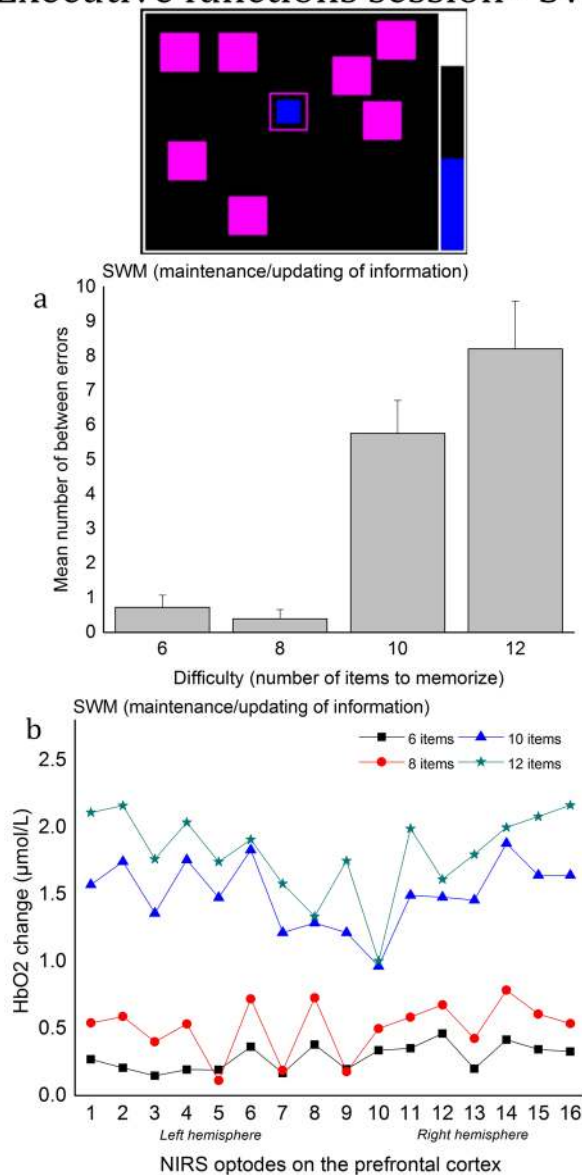 Executive functions session
SWM (maintenance/updating of information)
a
10
9
8
7
6
5
4
3
2
1
0
Mean number of between errors
6 8 10 12
Difficulty (number of items to memorize)
SWM (maintenance/updating of information)
b
6 items 10 items
8 items 12 items
2.5
2.0
1.5
1.0
0.5
0.0
HbO2 change (μmol/L)
1 2 3 4 5 6 7 8 9 10 11 12 13 14 15 16
Left hemisphere Right hemisphere
NIRS optodes on the prefrontal cortex